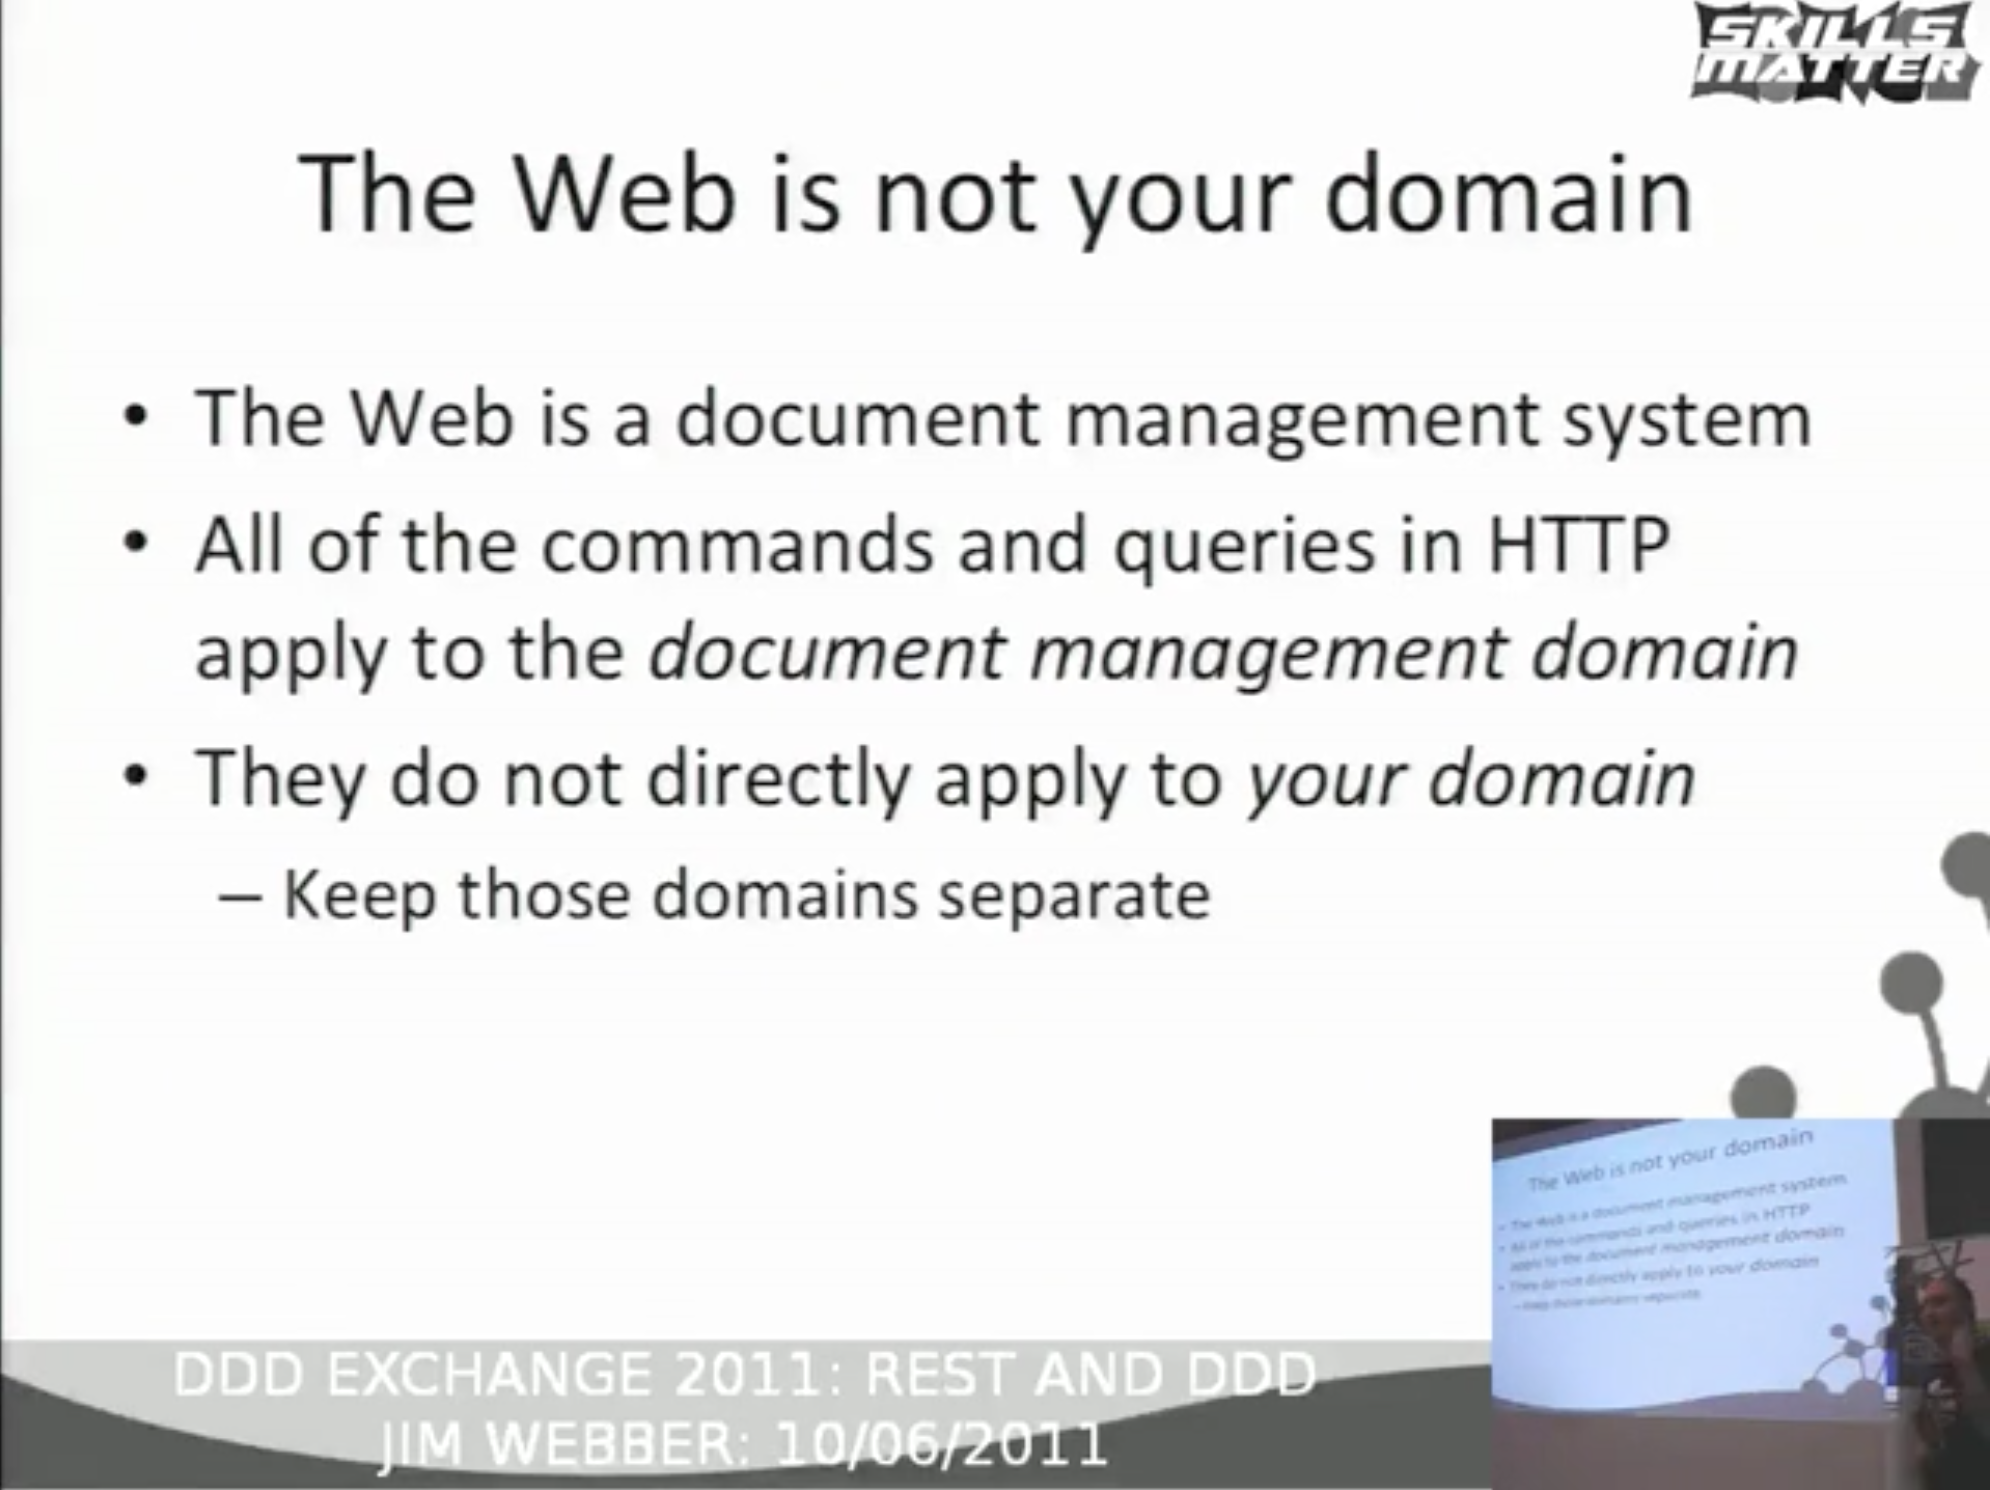 SKILLS
MATTER
The Web is not your domain
• The Web is a document management system
• All of the commands and queries in HTTP
apply to the document management domain
• They do not directly apply to your domain
– Keep those domains separate
The Web is not your domain
• The Web is a document management system
• All of the commands and queries in HTTP
apply to the document management domain
• They do not directly apply to your domain
– Keep those domains separate
DDD EXCHANGE 2011: REST AND DDD
JIM WEBBER: 10/06/2011